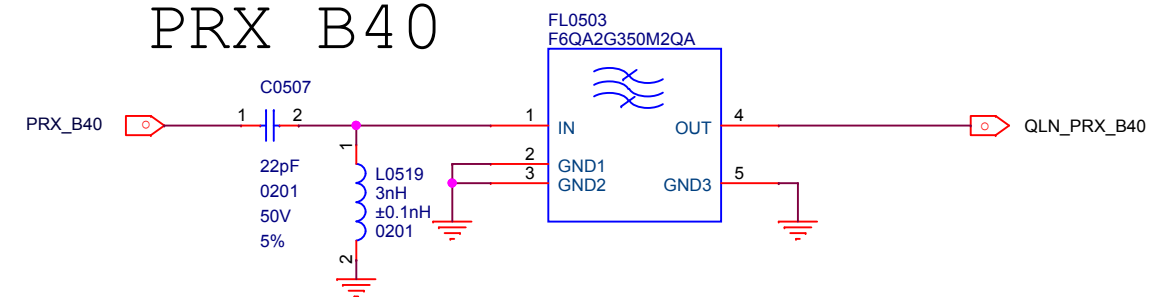 PRX B40
FL0503
F6QA2G350M2QA
C0507
PRX_B40
1
2
1
IN
OUT
4
QLN_PRX_B40
1
2
GND1
3
GND2
GND3
5
22pF
0201
50V
5%
L0519
3nH
±0.1nH
0201
2